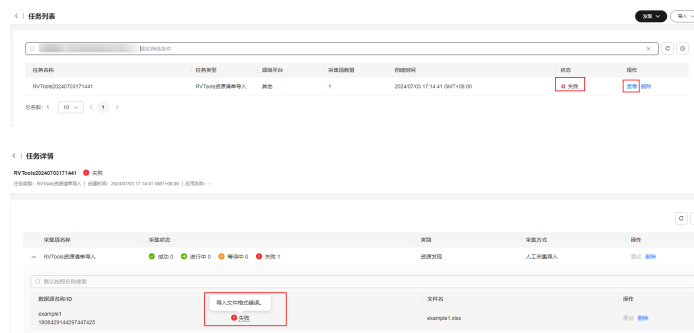 任务列表
发现
导入
添加筛选条件
任务名称 任务类型 源端平台 采集项数量 创建时间 状态 操作
RVTools20240703171441 RVTools资源清单导入 其他 1 2024/07/03 17:14:41 GMT+08:00 失败 查看 删除
总条数: 1 10 < 1 >
任务详情
RVTools20240703171441 失败
任务类型: RVTools资源清单导入 | 创建时间: 2024/07/03 17:14:41 GMT+08:00 | 应用名称: --
采集项名称 采集状态 类别 采集方式 操作
RVTools资源清单导入 成功 0 进行中 0 等待中 0 失败 1 资源发现 人工采集导入 重试 删除
默认按照名称搜索
数据源名称/ID 文件名 操作
导入文件格式错误。
example1
1808429144297447425 失败 example1.xlsx 重试 删除